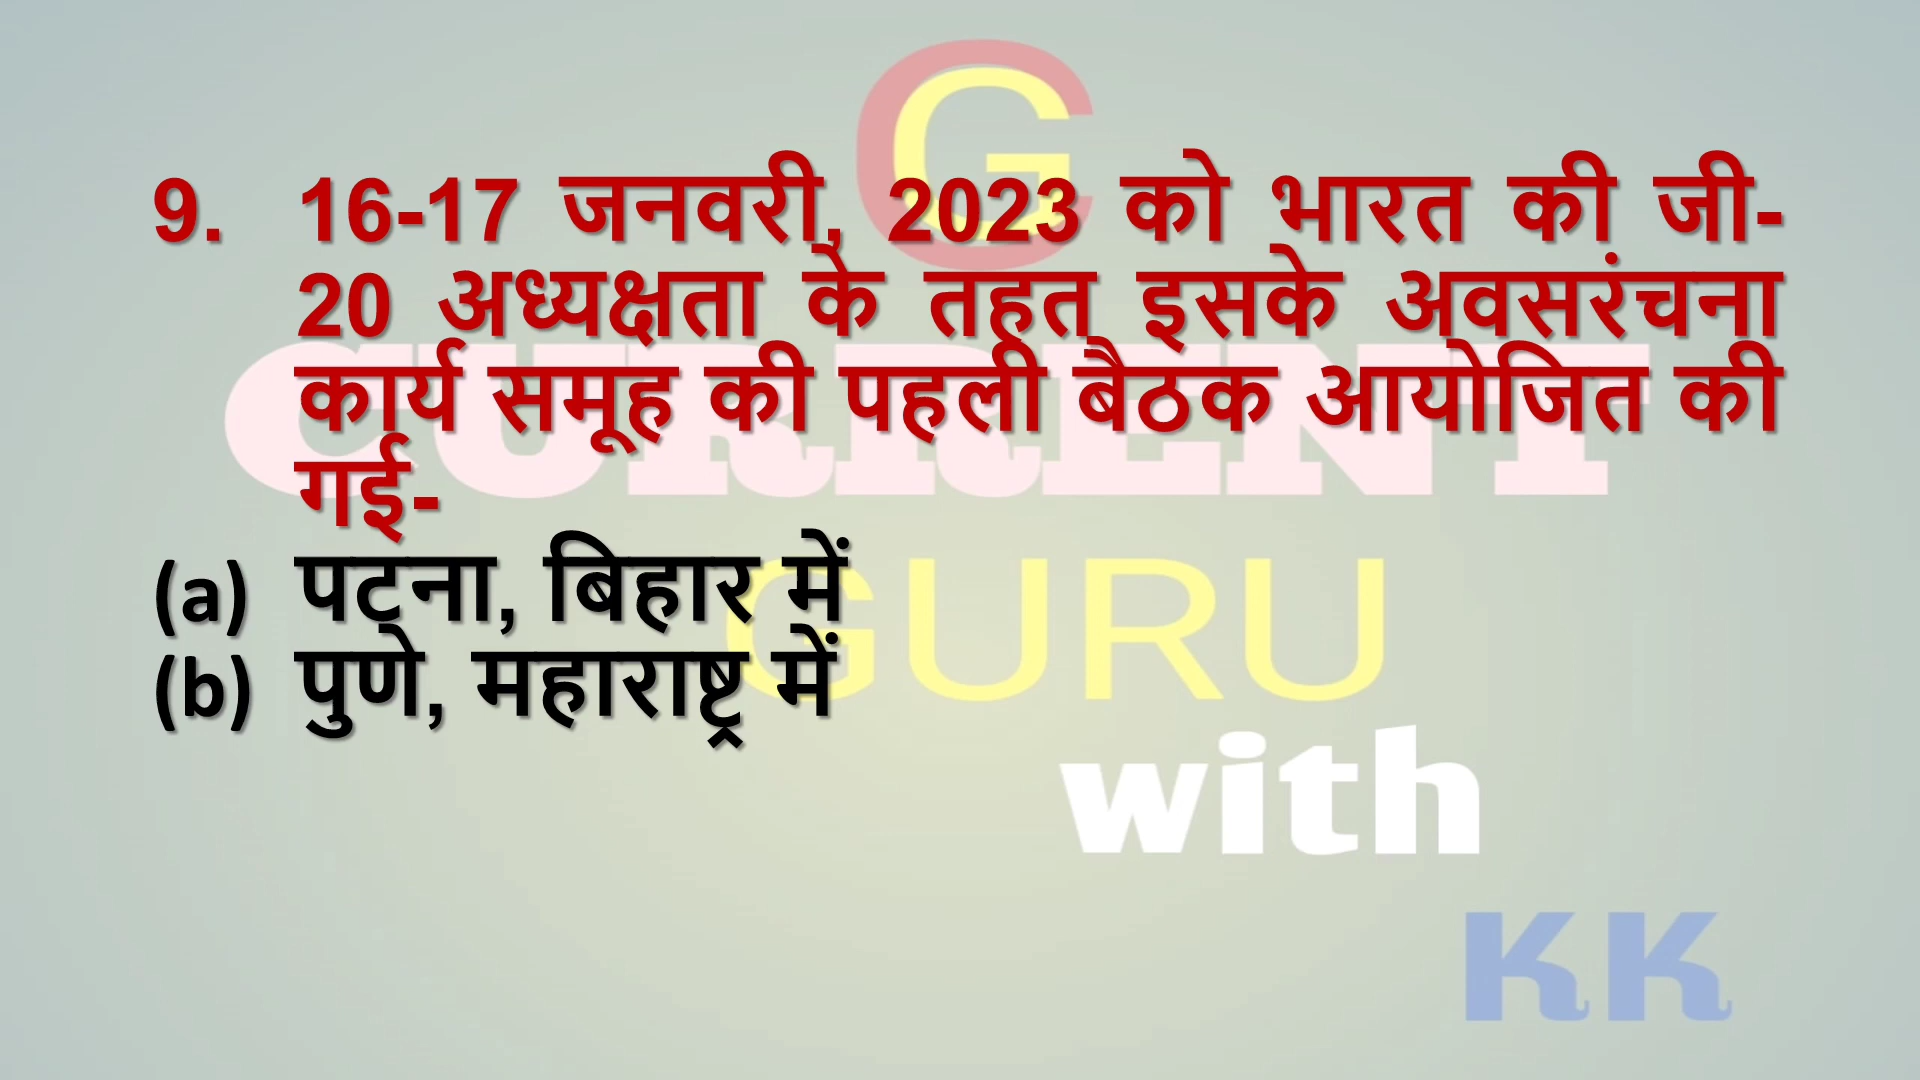 G
9. 16-17 जनवरी, 2023 को भारत की जी-
20 अध्यक्षता के तहत इसके अवसरंचना
कार्य समूह की पहली बैठक आयोजित की
गई-
CURRENT
(a) पटना, बिहार में
GURU
(b) पुणे, महाराष्ट्र में
with
KK